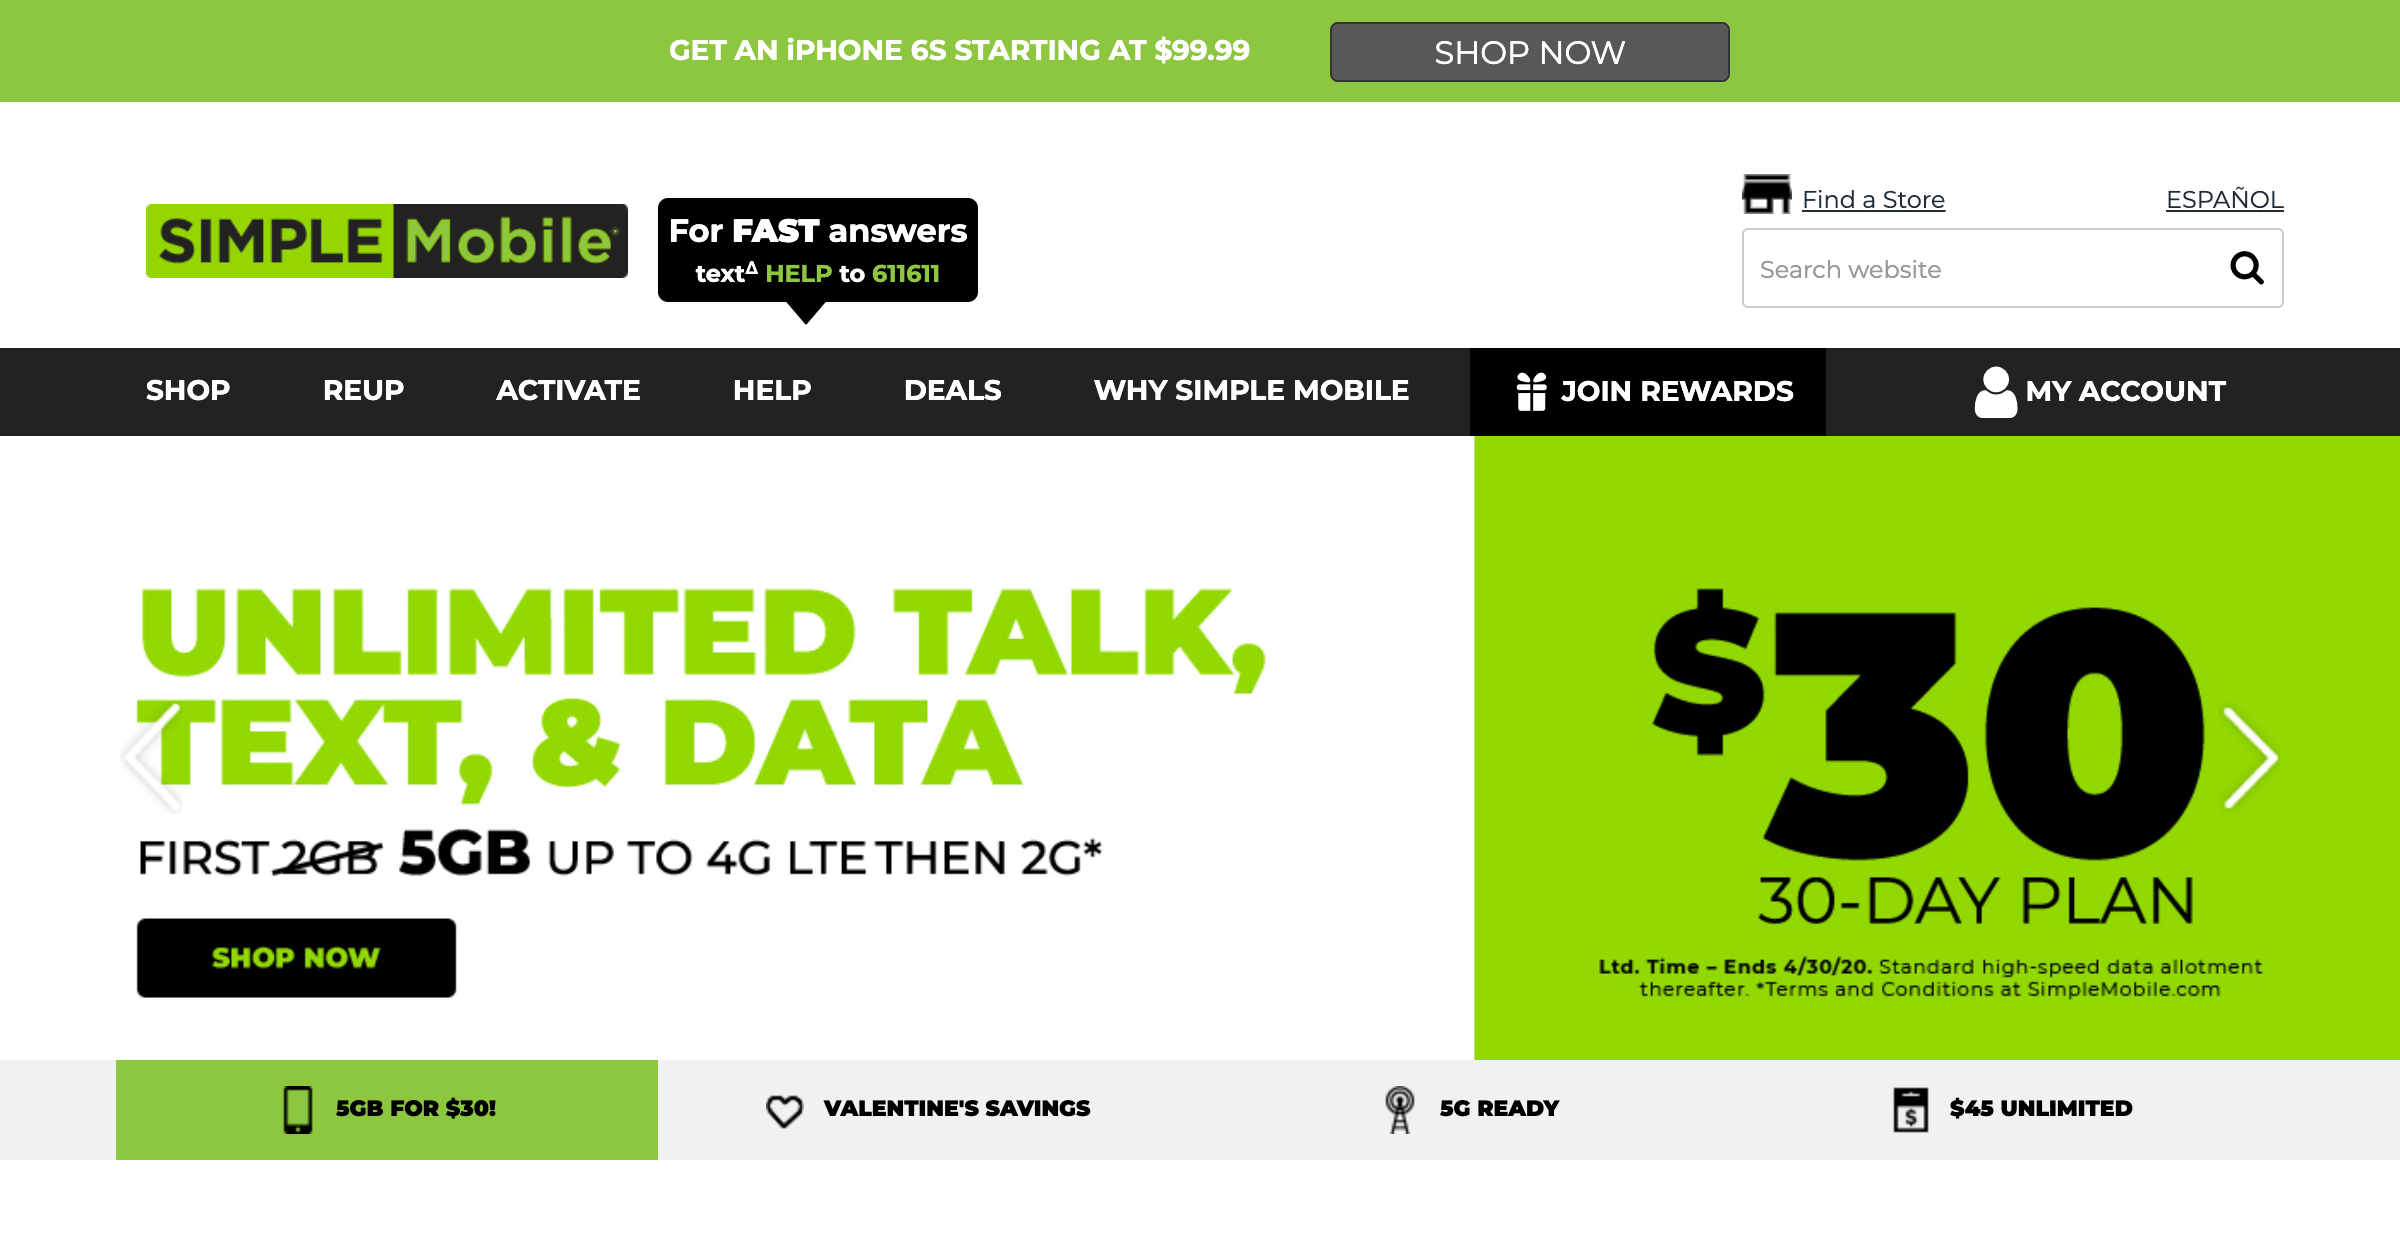 GET AN iPHONE 6S STARTING AT $99.99
SHOP NOW
SIMPLE Mobile
For FAST answers
textΔ HELP to 611611
Find a Store
ESPAÑOL
Search website
SHOP
REUP
ACTIVATE
HELP
DEALS
WHY SIMPLE MOBILE
JOIN REWARDS
MY ACCOUNT
UNLIMITED TALK,
TEXT, & DATA
FIRST 2GB 5GB UP TO 4G LTE THEN 2G*
SHOP NOW
$30
30-DAY PLAN
Ltd. Time – Ends 4/30/20. Standard high-speed data allotment
thereafter. *Terms and Conditions at SimpleMobile.com
5GB FOR $30!
VALENTINE'S SAVINGS
5G READY
$
$45 UNLIMITED